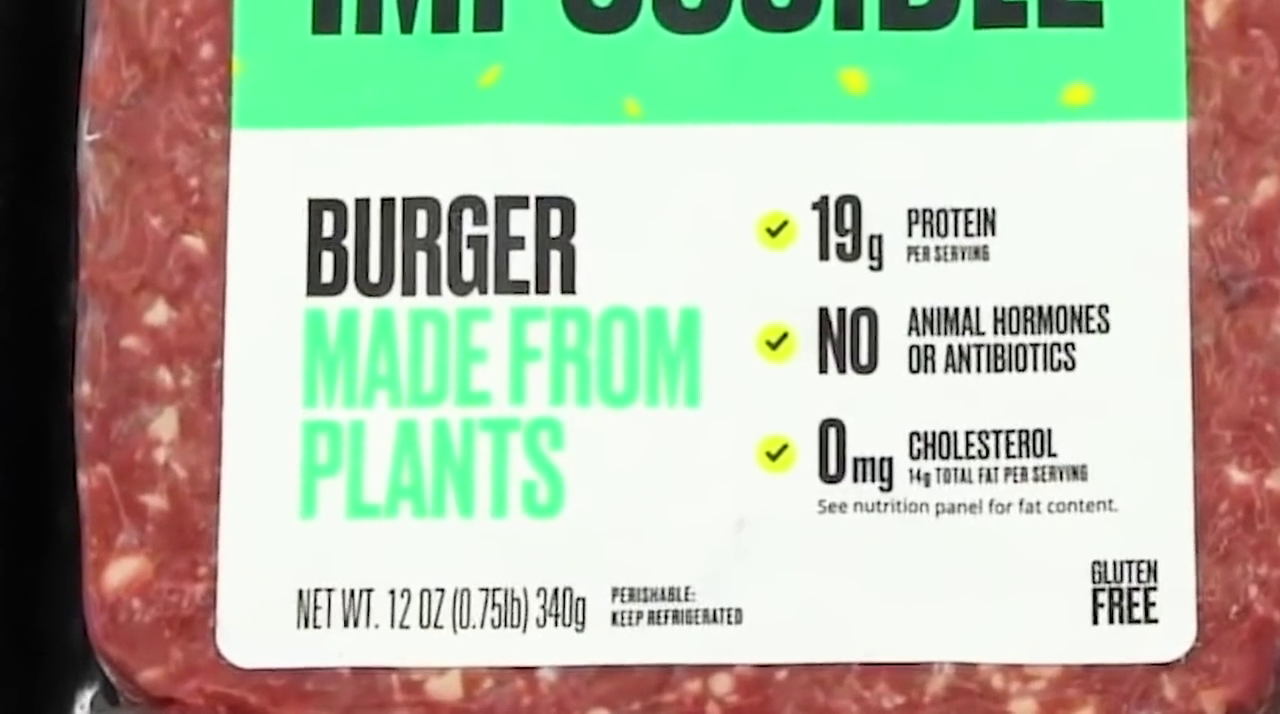 IMPOSSIBLE
BURGER
MADE FROM
PLANTS
19g PROTEIN
PER SERVING
NO ANIMAL HORMONES
OR ANTIBIOTICS
0mg CHOLESTEROL
14g TOTAL FAT PER SERVING
See nutrition panel for fat content.
NET WT. 12 OZ (0.75lb) 340g
PERISHABLE:
KEEP REFRIGERATED
GLUTEN
FREE